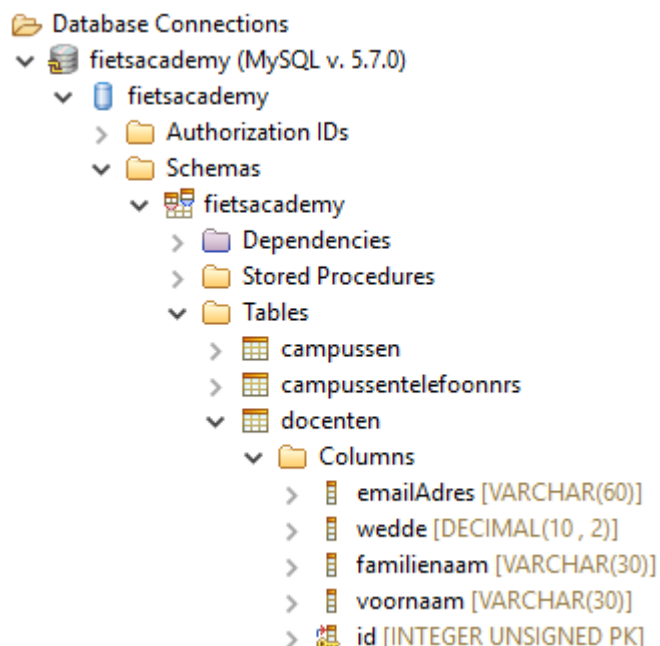 Database Connections
fietsacademy (MySQL v. 5.7.0)
fietsacademy
Authorization IDs
Schemas
fietsacademy
Dependencies
Stored Procedures
Tables
campussen
campussentelefoonnrs
docenten
Columns
emailAdres [VARCHAR(60)]
wedde [DECIMAL(10 , 2)]
familienaam [VARCHAR(30)]
voornaam [VARCHAR(30)]
id [INTEGER UNSIGNED PK]